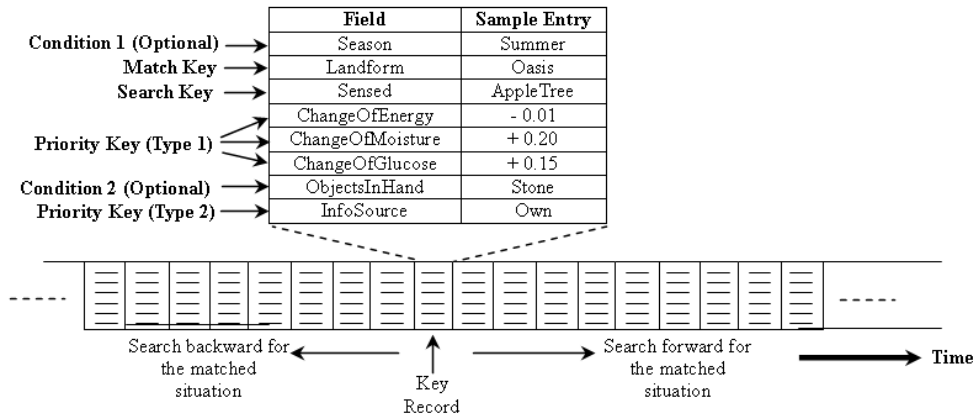 Field Sample Entry
Condition 1 (Optional) Season Summer
Match Key Landform Oasis
Search Key Sensed AppleTree
ChangeOfEnergy - 0.01
Priority Key (Type 1) ChangeOfMoisture + 0.20
ChangeOfGlucose + 0.15
Condition 2 (Optional) ObjectsInHand Stone
Priority Key (Type 2) InfoSource Own
Search backward for
the matched
situation
Key
Record
Search forward for
the matched
situation
Time